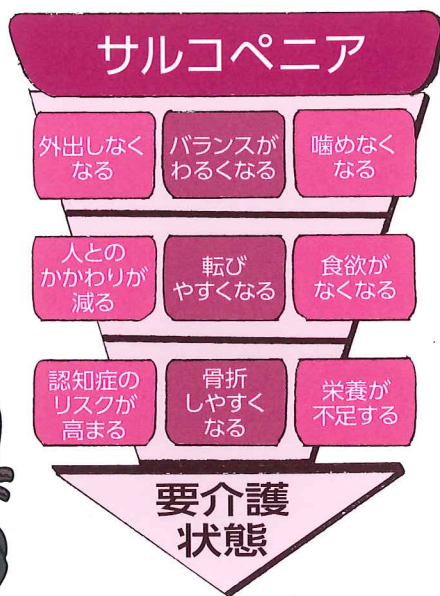 サルコペニア
外出しなく
なる
バランスが
わるくなる
噛めなく
なる
人との
かかわりが
減る
転び
やすくなる
食欲が
なくなる
認知症の
リスクが
高まる
骨折
しやすく
なる
栄養が
不足する
要介護
状態